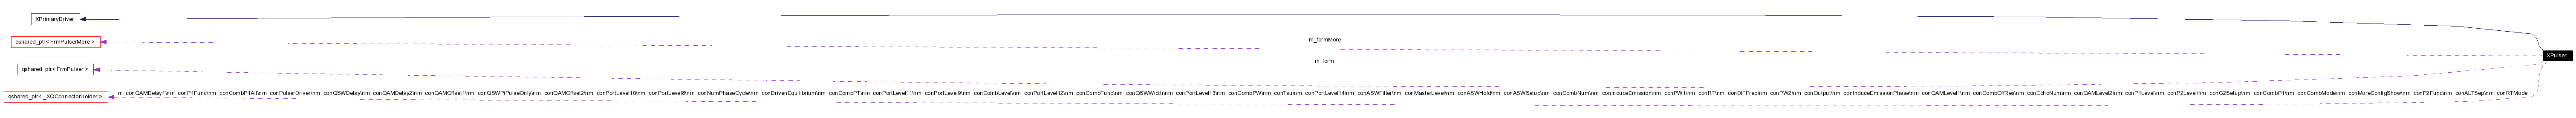 XPrimaryDriver
qshared_ptr< FrmPulserMore >
m_formMore
XPulser
m_form
qshared_ptr< FrmPulser >
qshared_ptr< _XQConnectorHolder >
m_conQAMDelay1\nm_conP1Func\nm_conCombP1Alt\nm_conPulserDriver\nm_conQSWDelay\nm_conQAMDelay2\nm_conQAMOffset1\nm_conQSWPiPulseOnly\nm_conQAMOffset2\nm_conPortLevel10\nm_conPortLevel8\nm_conNumPhaseCycle\nm_conDrivenEquilibrium\nm_conCombPT\nm_conPortLevel11\nm_conPortLevel9\nm_conCombLevel\nm_conPortLevel12\nm_conCombFunc\nm_conQSWWidth\nm_conPortLevel13\nm_conCombPW\nm_conTau\nm_conPortLevel14\nm_conASWFilter\nm_conMasterLevel\nm_conASWHold\nm_conASWSetup\nm_conCombNum\nm_conInduceEmission\nm_conPW1\nm_conRT\nm_conDIFFreq\nm_conPW2\nm_conOutput\nm_conInduceEmissionPhase\nm_conQAMLevel1\nm_conCombOffRes\nm_conEchoNum\nm_conQAMLevel2\nm_conP1Level\nm_conP2Level\nm_conG2Setup\nm_conCombP1\nm_conCombMode\nm_conMoreConfigShow\nm_conP2Func\nm_conALTSep\nm_conRTMode